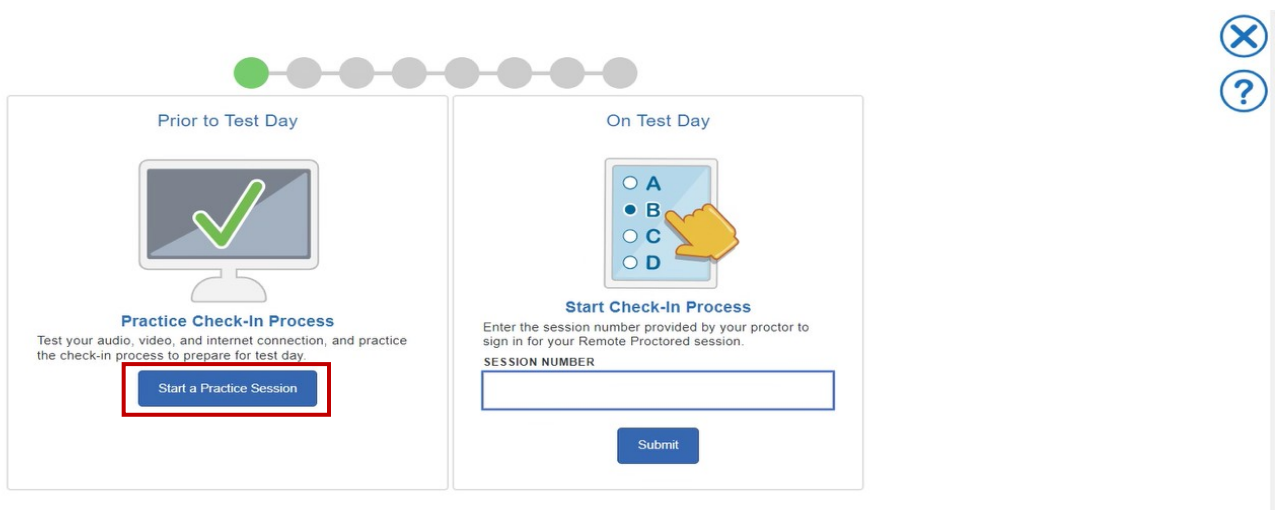 Prior to Test Day
Practice Check-In Process
Test your audio, video, and internet connection, and practice
the check-in process to prepare for test day.
Start a Practice Session
On Test Day
A
B
C
D
Start Check-In Process
Enter the session number provided by your proctor to
sign in for your Remote Proctored session.
SESSION NUMBER
Submit
?